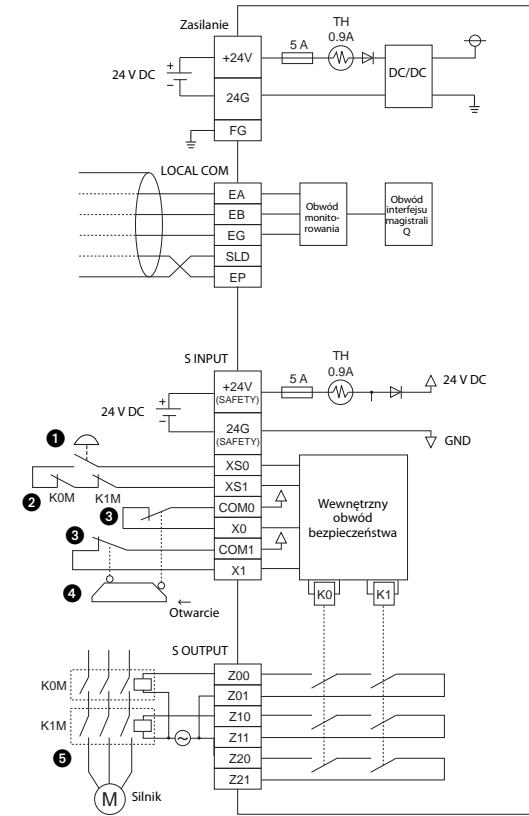 Zasilanie
24 V DC
+
−
+24V
24G
FG
5 A
TH
0.9A
DC/DC
LOCAL COM
EA
EB
EG
SLD
EP
Obwód
monito-
rowania
Obwód
interfejsu
magistrali
Q
S INPUT
24 V DC
+
−
+24V
(SAFETY)
24G
(SAFETY)
5 A
TH
0.9A
24 V DC
GND
1
2
K0M
K1M
3
3
4
Otwarcie
XS0
XS1
COM0
X0
COM1
X1
Wewnętrzny
obwód
bezpieczeństwa
K0
K1
S OUTPUT
K0M
K1M
5
M
Silnik
Z00
Z01
Z10
Z11
Z20
Z21